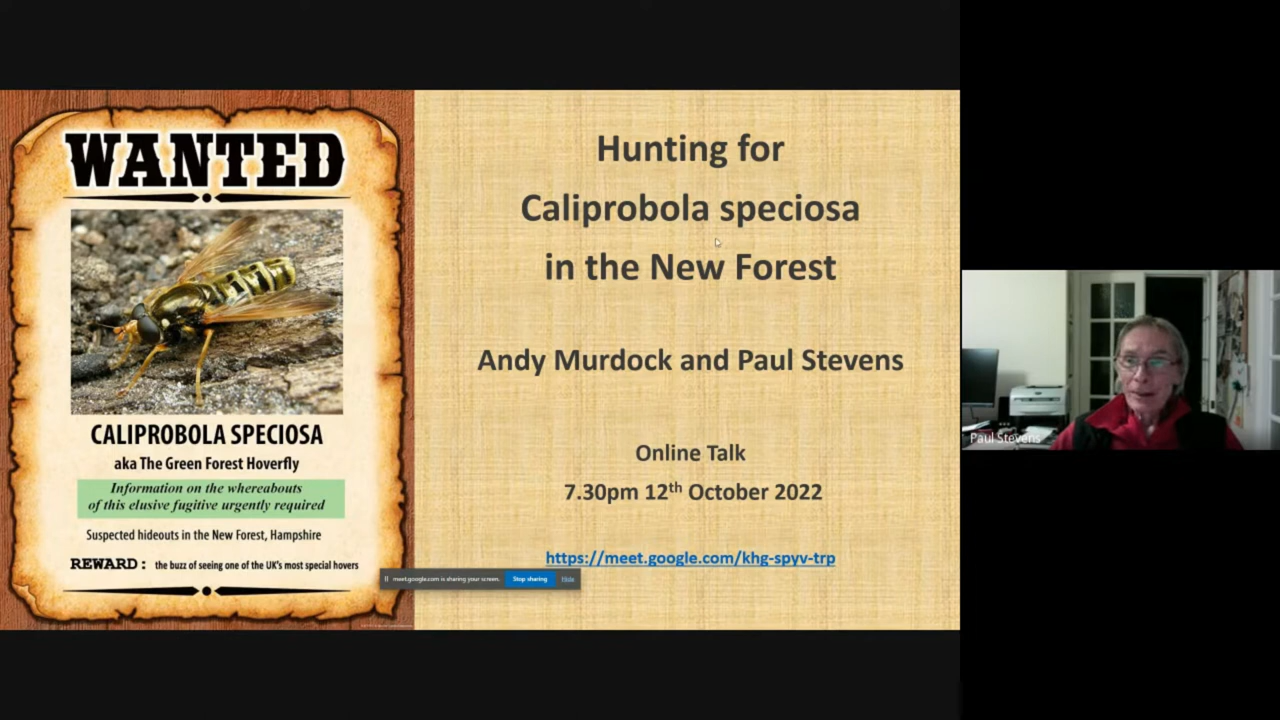 WANTED
CALIPROBOLA SPECIOSA
aka The Green Forest Hoverfly
Information on the whereabouts
of this elusive fugitive urgently required
Suspected hideouts in the New Forest, Hampshire
REWARD : the buzz of seeing one of the UK's most special hovers
Hunting for
Caliprobola speciosa
in the New Forest
Andy Murdock and Paul Stevens
Online Talk
7.30pm 12th October 2022
https://meet.google.com/khg-spyv-trp
meet.google.com is sharing your screen. Stop sharing Hide
Paul Stevens